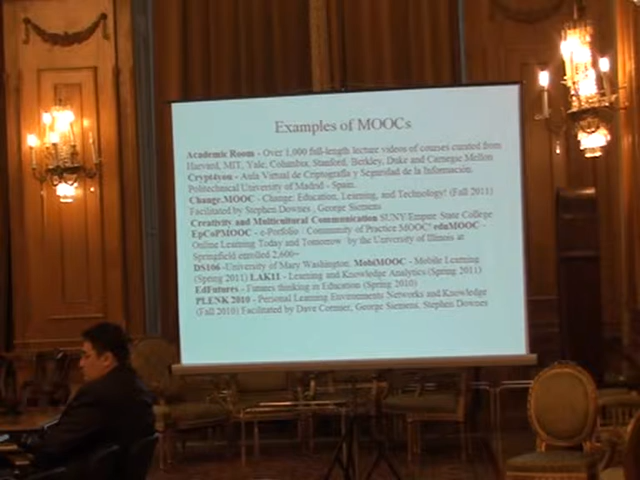 Examples of MOOCs
Academic Room - Over 1,000 full-length lecture videos of courses curated from
Harvard, MIT, Yale, Columbia, Stanford, Berkley, Duke and Carnegie Mellon
Crypt4you - Aula Virtual de Criptografía y Seguridad de la Información.
Politechnical University of Madrid - Spain.
Change.MOOC - Change: Education, Learning, and Technology! (Fall 2011)
Facilitated by Stephen Downes, George Siemens
Creativity and Multicultural Communication SUNY Empire State College
EpCoPMOOC - e-Porfolio Community of Practice MOOC! eduMOOC -
Online Learning Today and Tomorrow by the University of Illinois at
Springfield enrolled 2,600+
DS106 -University of Mary Washington. MobiMOOC - Mobile Learning
(Spring 2011) LAK11 - Learning and Knowledge Analytics (Spring 2011)
EdFutures - Futures thinking in Education (Spring 2010)
PLENK 2010 - Personal Learning Environments Networks and Knowledge
(Fall 2010) Facilitated by Dave Cormier, George Siemens, Stephen Downes